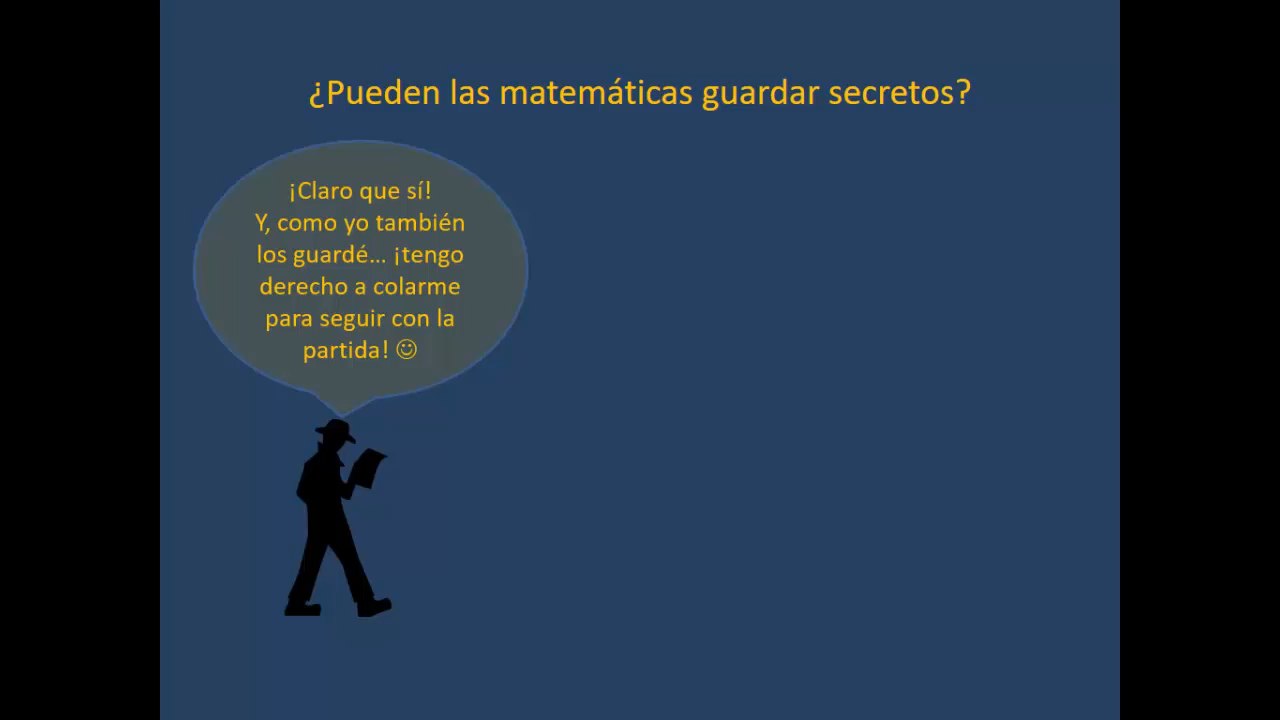 ¿Pueden las matemáticas guardar secretos?
¡Claro que sí!
Y, como yo también
los guardé... ¡tengo
derecho a colarme
para seguir con la
partida! ☺